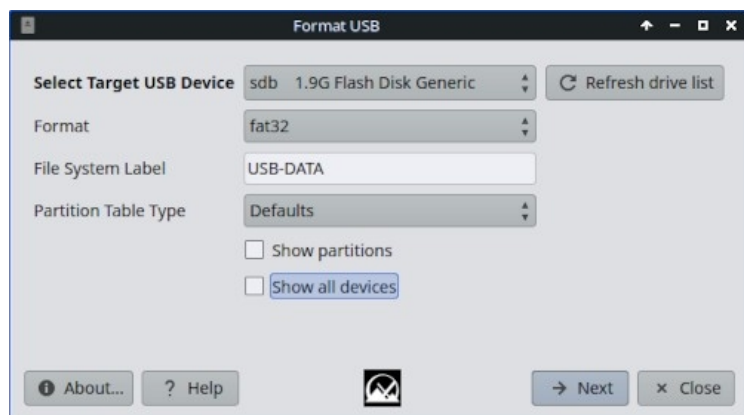 Format USB
Select Target USB Device sdb 1.9G Flash Disk Generic Refresh drive list
Format fat32
File System Label USB-DATA
Partition Table Type Defaults
Show partitions
Show all devices
About... ? Help Next Close